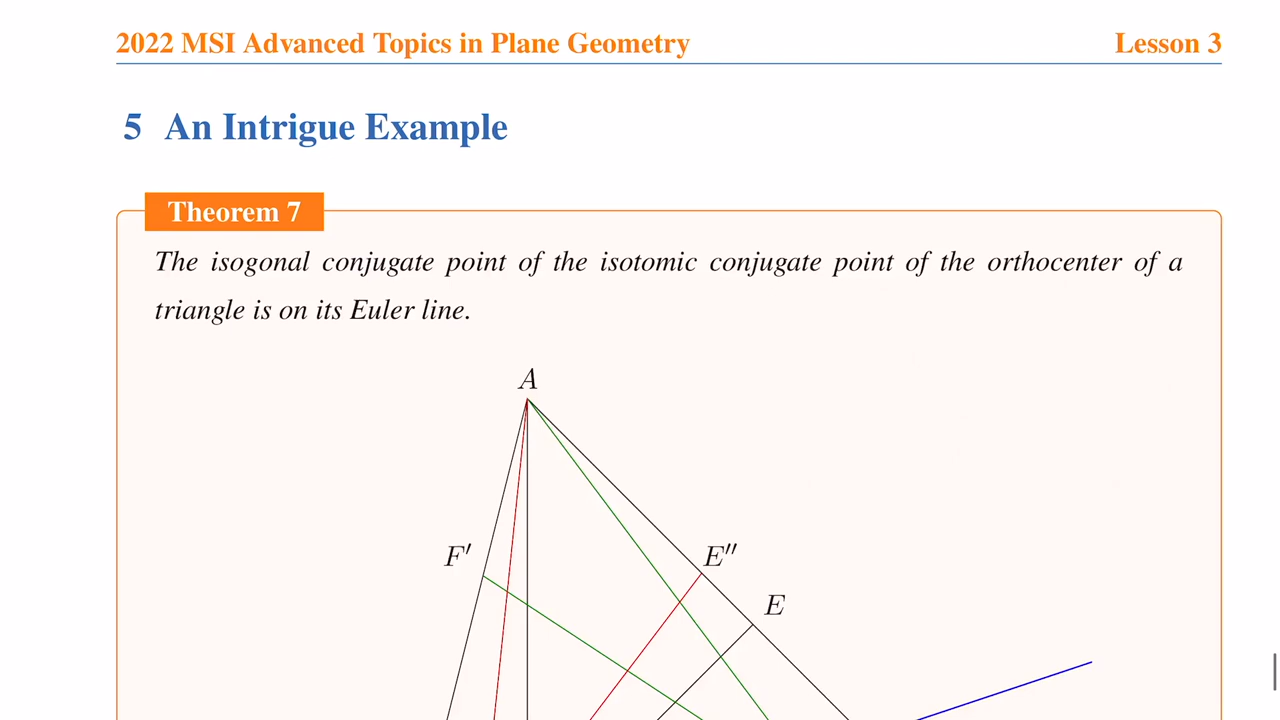 2022 MSI Advanced Topics in Plane Geometry Lesson 3
5 An Intrigue Example
Theorem 7
The isogonal conjugate point of the isotomic conjugate point of the orthocenter of a
triangle is on its Euler line.
A
F′
E″
E